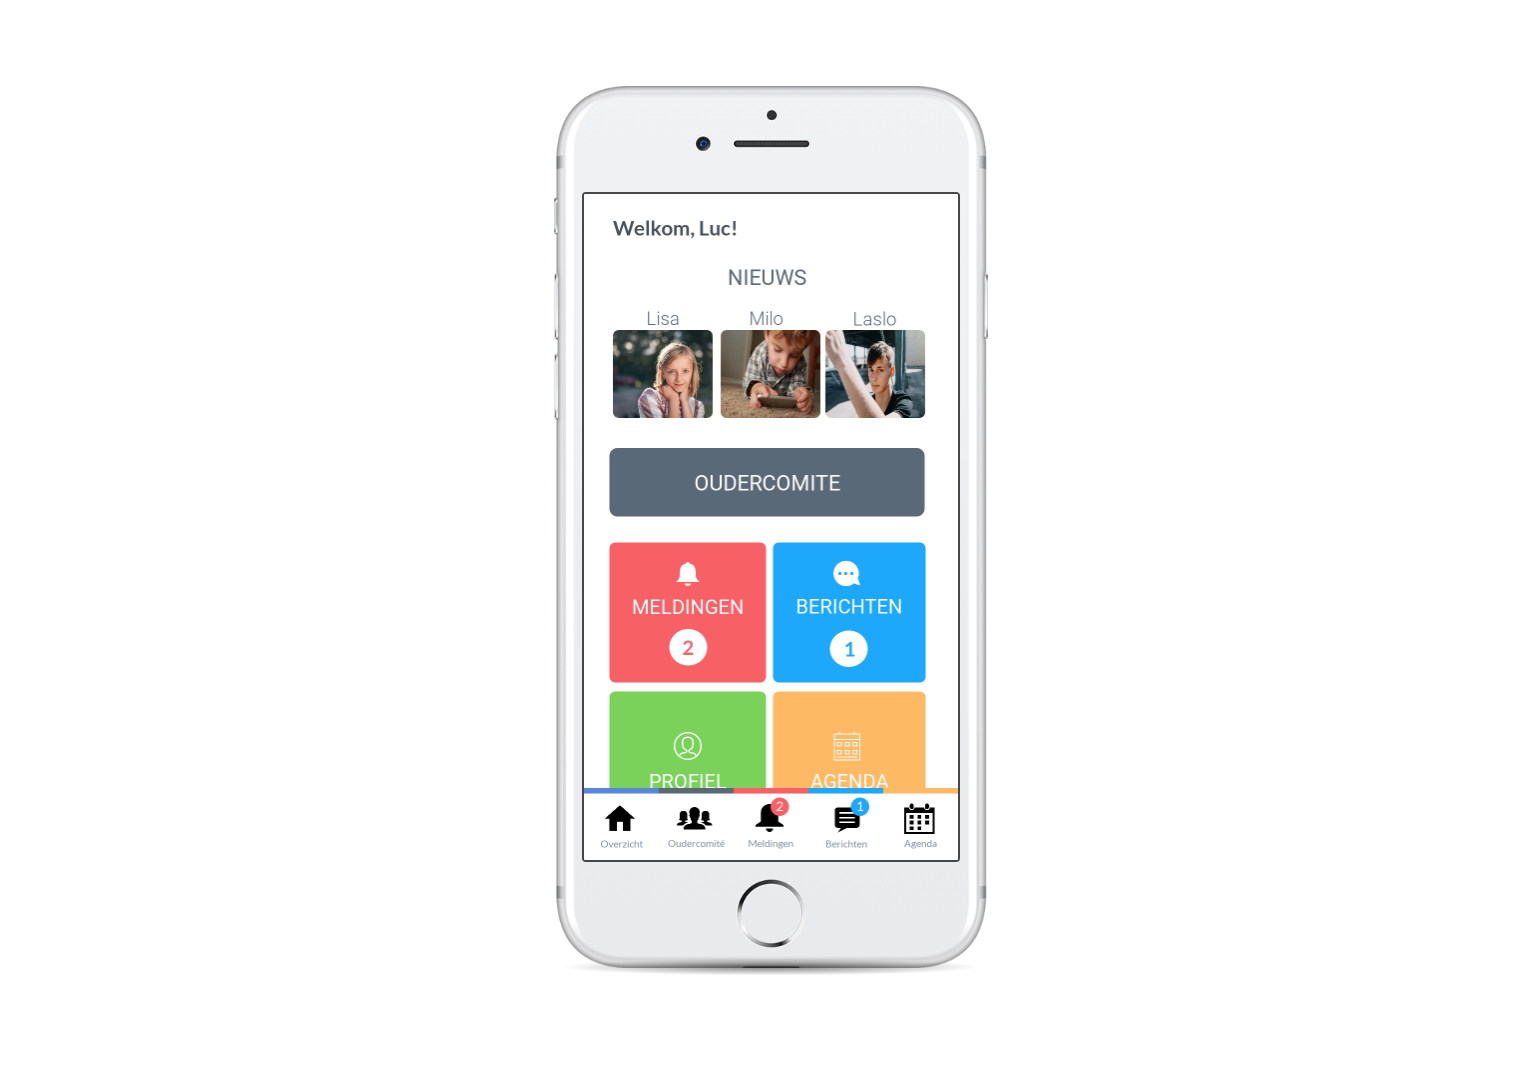 Welkom, Luc!
NIEUWS
Lisa Milo Laslo
OUDERCOMITE
MELDINGEN BERICHTEN
2 1
PROFIEL AGENDA
2 1
Overzicht Oudercomité Meldingen Berichten Agenda